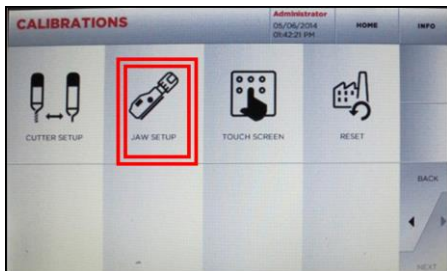 CALIBRATIONS
Administrator
05/06/2014
01:42:21 PM
HOME
INFO
CUTTER SETUP
JAW SETUP
TOUCH SCREEN
RESET
BACK
NEXT